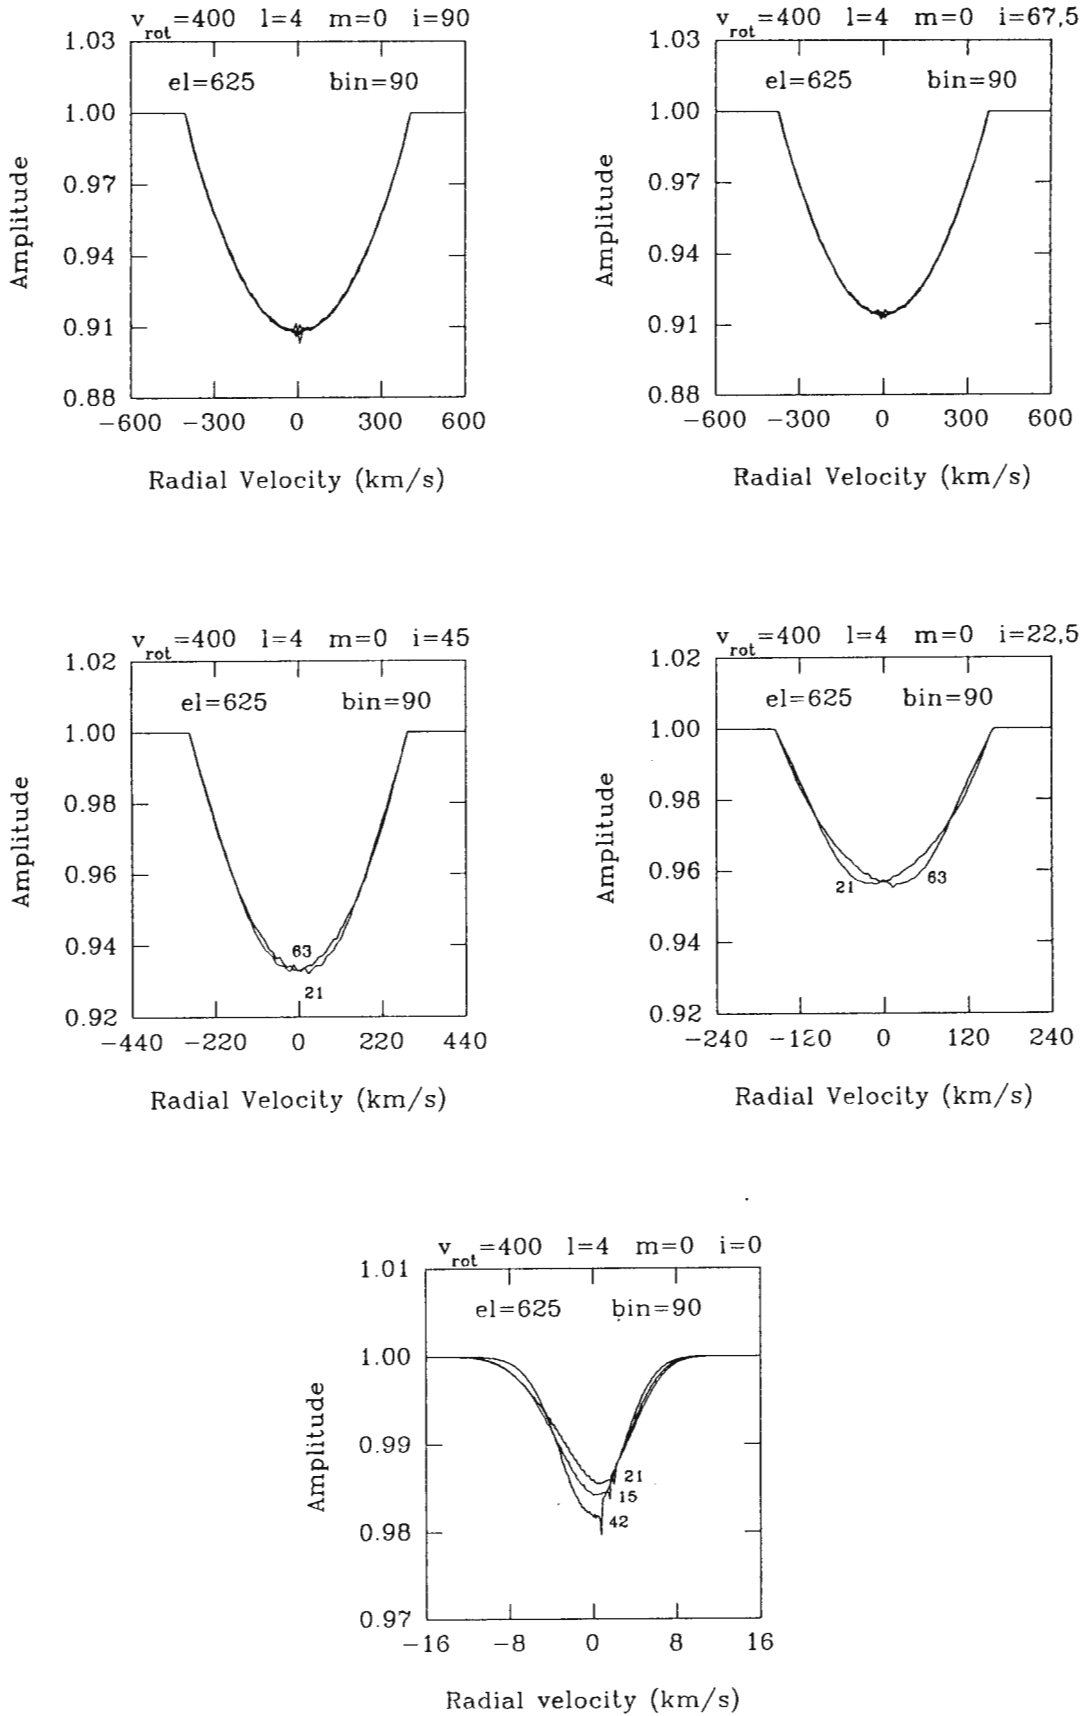 v_rot=400 l=4 m=0 i=90
1.03
1.00
0.97
0.94
0.91
0.88
el=625 bin=90
Amplitude
−600 −300 0 300 600
Radial Velocity (km/s)
v_rot=400 l=4 m=0 i=67,5
1.03
1.00
0.97
0.94
0.91
0.88
el=625 bin=90
Amplitude
−600 −300 0 300 600
Radial Velocity (km/s)
v_rot=400 l=4 m=0 i=45
1.02
1.00
0.98
0.96
0.94
0.92
el=625 bin=90
63
21
Amplitude
−440 −220 0 220 440
Radial Velocity (km/s)
v_rot=400 l=4 m=0 i=22,5
1.02
1.00
0.98
0.96
0.94
0.92
el=625 bin=90
21 63
Amplitude
−240 −120 0 120 240
Radial Velocity (km/s)
v_rot=400 l=4 m=0 i=0
1.01
1.00
0.99
0.98
0.97
el=625 bin=90
21
15
42
Amplitude
−16 −8 0 8 16
Radial velocity (km/s)